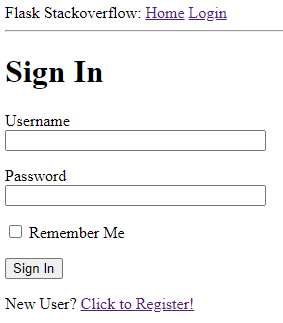 Flask Stackoverflow: Home Login
Sign In
Username
Password
Remember Me
Sign In
New User? Click to Register!